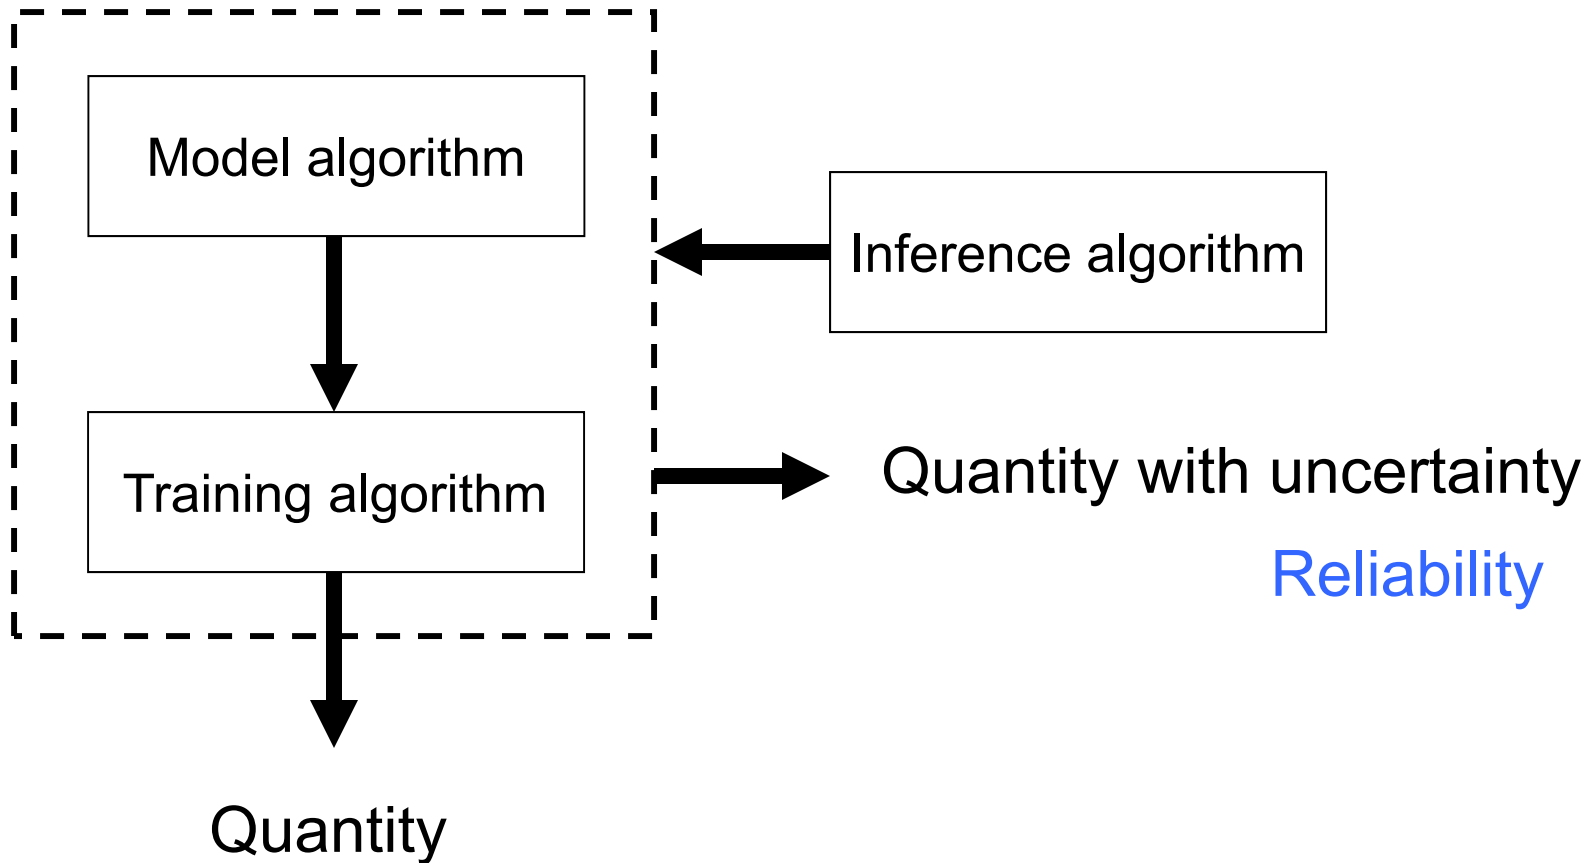 Model algorithm
Inference algorithm
Training algorithm
Quantity with uncertainty
Reliability
Quantity